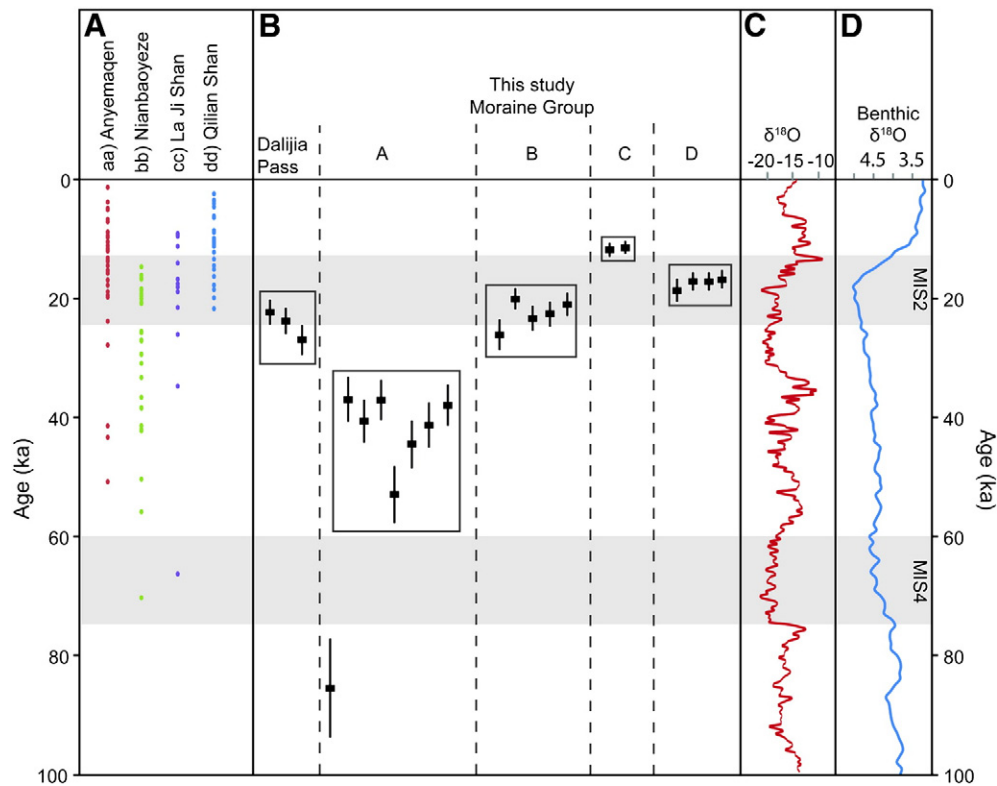 A
B
C
D
aa) Anyemaqen
bb) Nianbaoyeze
cc) La Ji Shan
dd) Qilian Shan
This study
Moraine Group
Dalijia
Pass
A
B
C
D
δ18O
-20 -15 -10
Benthic
δ18O
4.5 3.5
0
20
40
60
80
100
Age (ka)
0
20
40
60
80
100
Age (ka)
MIS2
MIS4